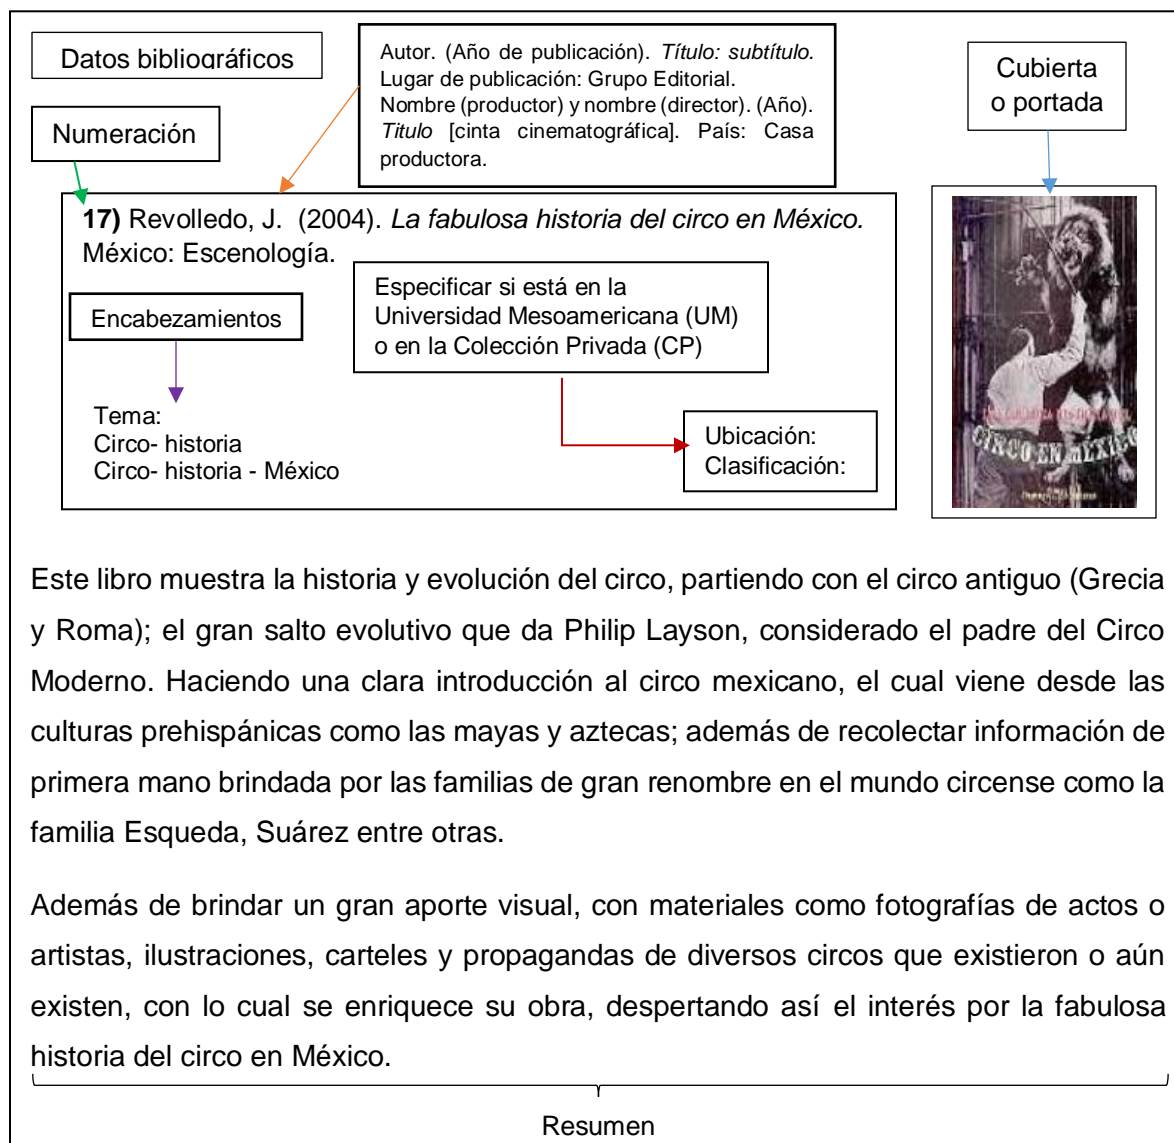 Datos bibliográficos
Autor. (Año de publicación). Título: subtítulo.
Lugar de publicación: Grupo Editorial.
Nombre (productor) y nombre (director). (Año).
Titulo [cinta cinematográfica]. País: Casa
productora.
Cubierta
o portada
Numeración
17) Revolledo, J. (2004). La fabulosa historia del circo en México.
México: Escenología.
Encabezamientos
Especificar si está en la
Universidad Mesoamericana (UM)
o en la Colección Privada (CP)
Tema:
Circo- historia
Circo- historia - México
Ubicación:
Clasificación:
CIRCO EN MÉXICO
Este libro muestra la historia y evolución del circo, partiendo con el circo antiguo (Grecia
y Roma); el gran salto evolutivo que da Philip Layson, considerado el padre del Circo
Moderno. Haciendo una clara introducción al circo mexicano, el cual viene desde las
culturas prehispánicas como las mayas y aztecas; además de recolectar información de
primera mano brindada por las familias de gran renombre en el mundo circense como la
familia Esqueda, Suárez entre otras.
Además de brindar un gran aporte visual, con materiales como fotografías de actos o
artistas, ilustraciones, carteles y propagandas de diversos circos que existieron o aún
existen, con lo cual se enriquece su obra, despertando así el interés por la fabulosa
historia del circo en México.
Resumen